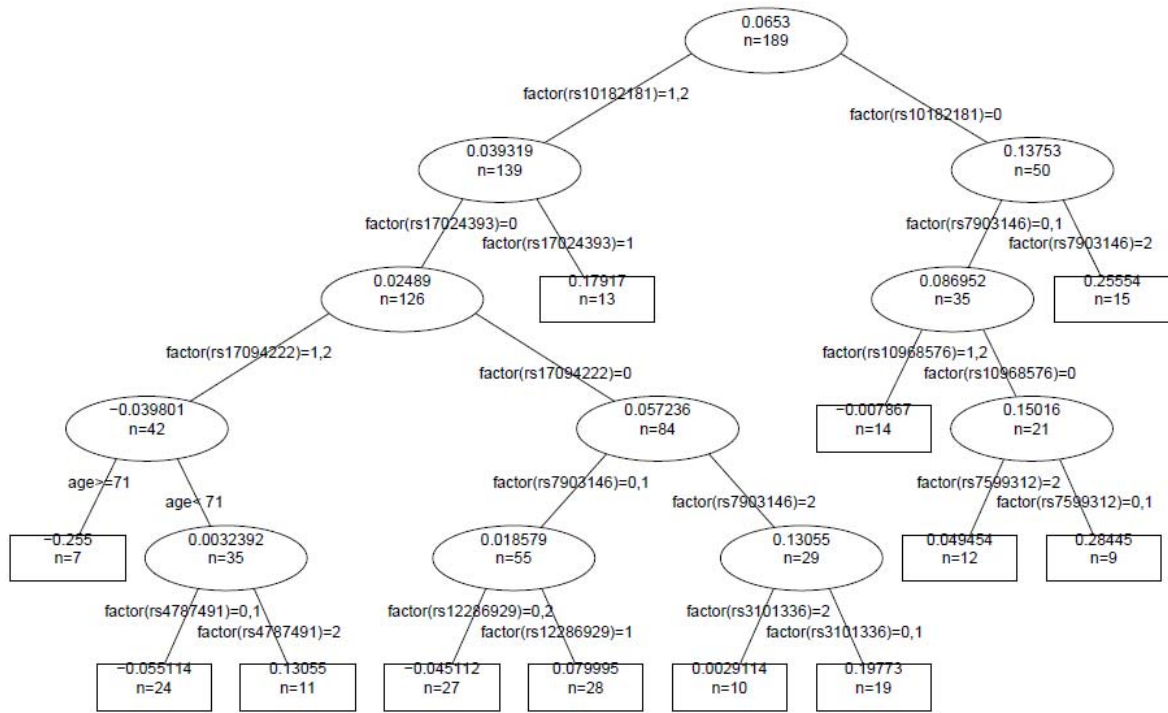 0.0653
n=189
factor(rs10182181)=1,2
factor(rs10182181)=0
0.039319
n=139
0.13753
n=50
factor(rs17024393)=0
factor(rs17024393)=1
factor(rs7903146)=0,1
factor(rs7903146)=2
0.02489
n=126
0.17917
n=13
0.086952
n=35
0.25554
n=15
factor(rs17094222)=1,2
factor(rs17094222)=0
factor(rs10968576)=1,2
factor(rs10968576)=0
−0.039801
n=42
0.057236
n=84
−0.007867
n=14
0.15016
n=21
age>=71
age< 71
factor(rs7903146)=0,1
factor(rs7903146)=2
factor(rs7599312)=2
factor(rs7599312)=0,1
−0.255
n=7
0.0032392
n=35
0.018579
n=55
0.13055
n=29
0.049454
n=12
0.28445
n=9
factor(rs4787491)=0,1
factor(rs4787491)=2
factor(rs12286929)=0,2
factor(rs12286929)=1
factor(rs3101336)=2
factor(rs3101336)=0,1
−0.055114
n=24
0.13055
n=11
−0.045112
n=27
0.079995
n=28
0.0029114
n=10
0.19773
n=19